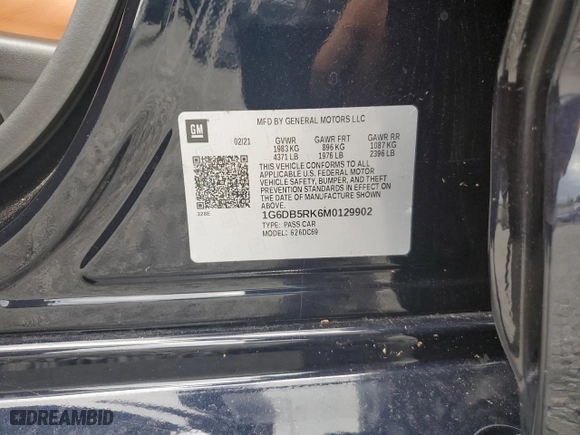 MFD BY GENERAL MOTORS LLC
GM
02/21 GVWR GAWR FRT GAWR RR
1983 KG 896 KG 1087 KG
4371 LB 1976 LB 2396 LB
THIS VEHICLE CONFORMS TO ALL
APPLICABLE U.S. FEDERAL MOTOR
VEHICLE SAFETY, BUMPER, AND THEFT
PREVENTION STANDARDS IN EFFECT ON
THE DATE OF MANUFACTURE SHOWN
ABOVE.
1G6DB5RK6M0129902
TYPE: PASS CAR
MODEL: 626DC69
DREAMBID